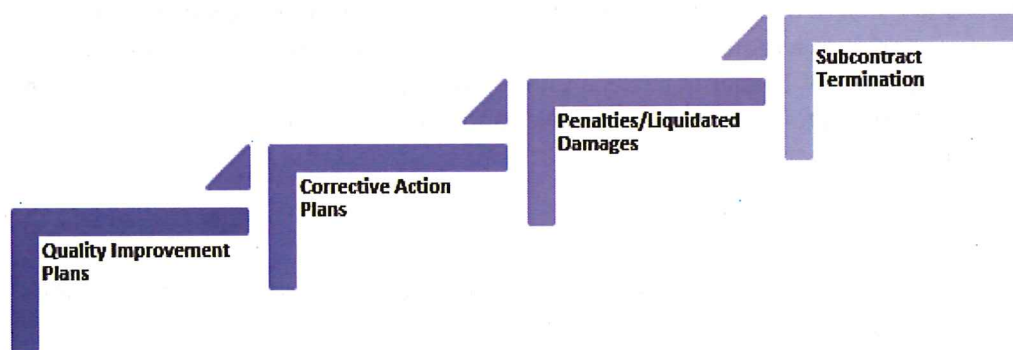 Quality Improvement
Plans
Corrective Action
Plans
Penalties/Liquidated
Damages
Subcontract
Termination